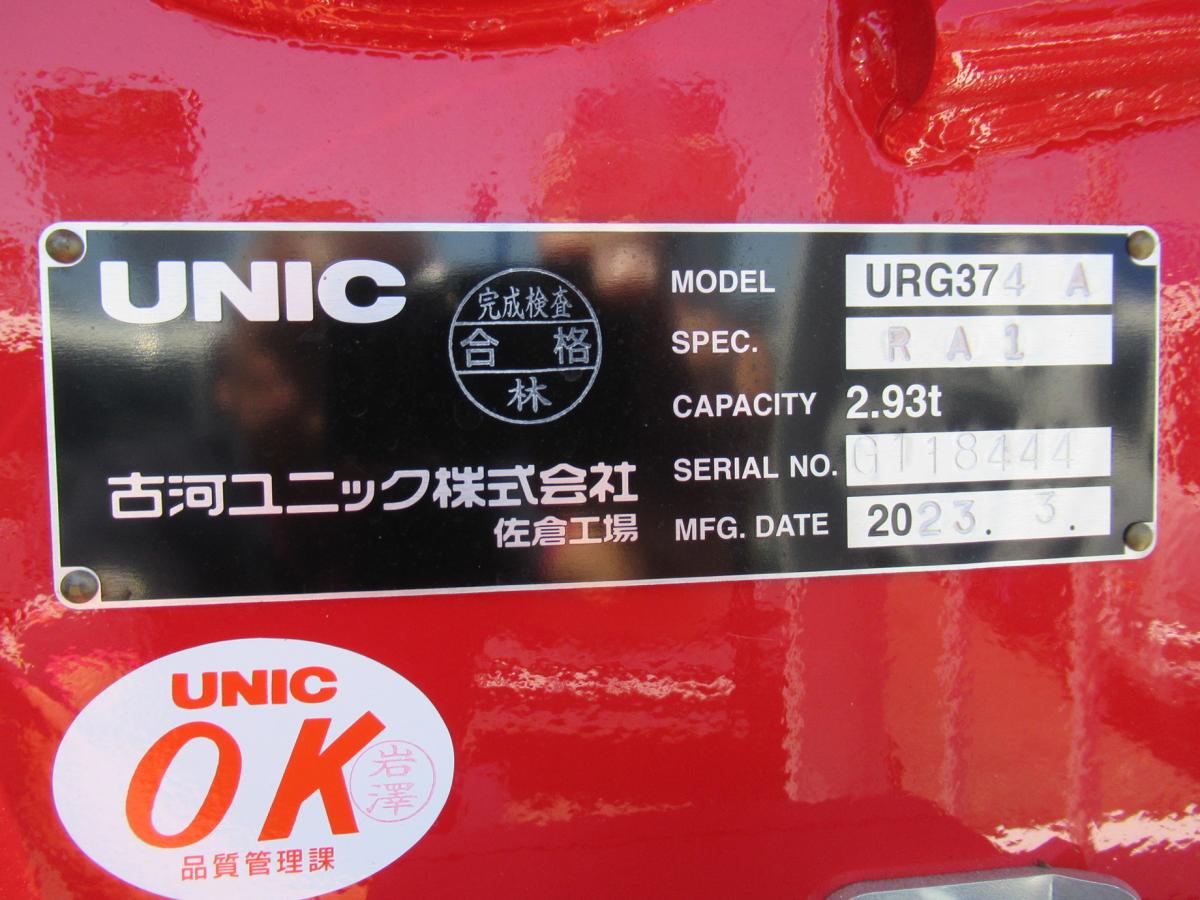 UNIC
完成検査
合格
林
古河ユニック株式会社
佐倉工場
MODEL URG374 A
SPEC. RA1
CAPACITY 2.93t
SERIAL NO. G118444
MFG. DATE 2023. 3.
UNIC
OK
岩澤
品質管理課